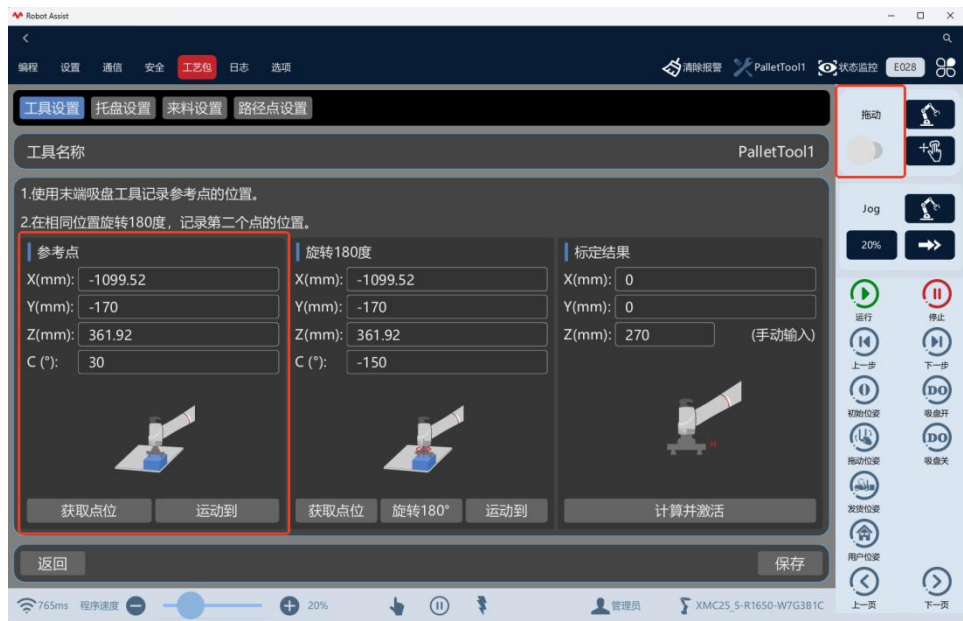 Robot Assist
编程 设置 通信 安全 工艺包 日志 选项 清除报警 PalletTool1 状态监控 E028
工具设置 托盘设置 来料设置 路径点设置
拖动
工具名称 PalletTool1
1.使用末端吸盘工具记录参考点的位置。
2.在相同位置旋转180度，记录第二个点的位置。
Jog
20%
参考点 旋转180度 标定结果
X(mm): -1099.52 X(mm): -1099.52 X(mm): 0
Y(mm): -170 Y(mm): -170 Y(mm): 0
Z(mm): 361.92 Z(mm): 361.92 Z(mm): 270 (手动输入)
C (°): 30 C (°): -150
H
获取点位 运动到 获取点位 旋转180° 运动到 计算并激活
返回 保存
运行 停止
上一步 下一步
DO
初始位姿 吸盘开
DO
拖动位姿 吸盘关
发货位姿
用户位姿
上一页 下一页
765ms 程序速度 20% 管理员 XMC25_5-R1650-W7G3B1C